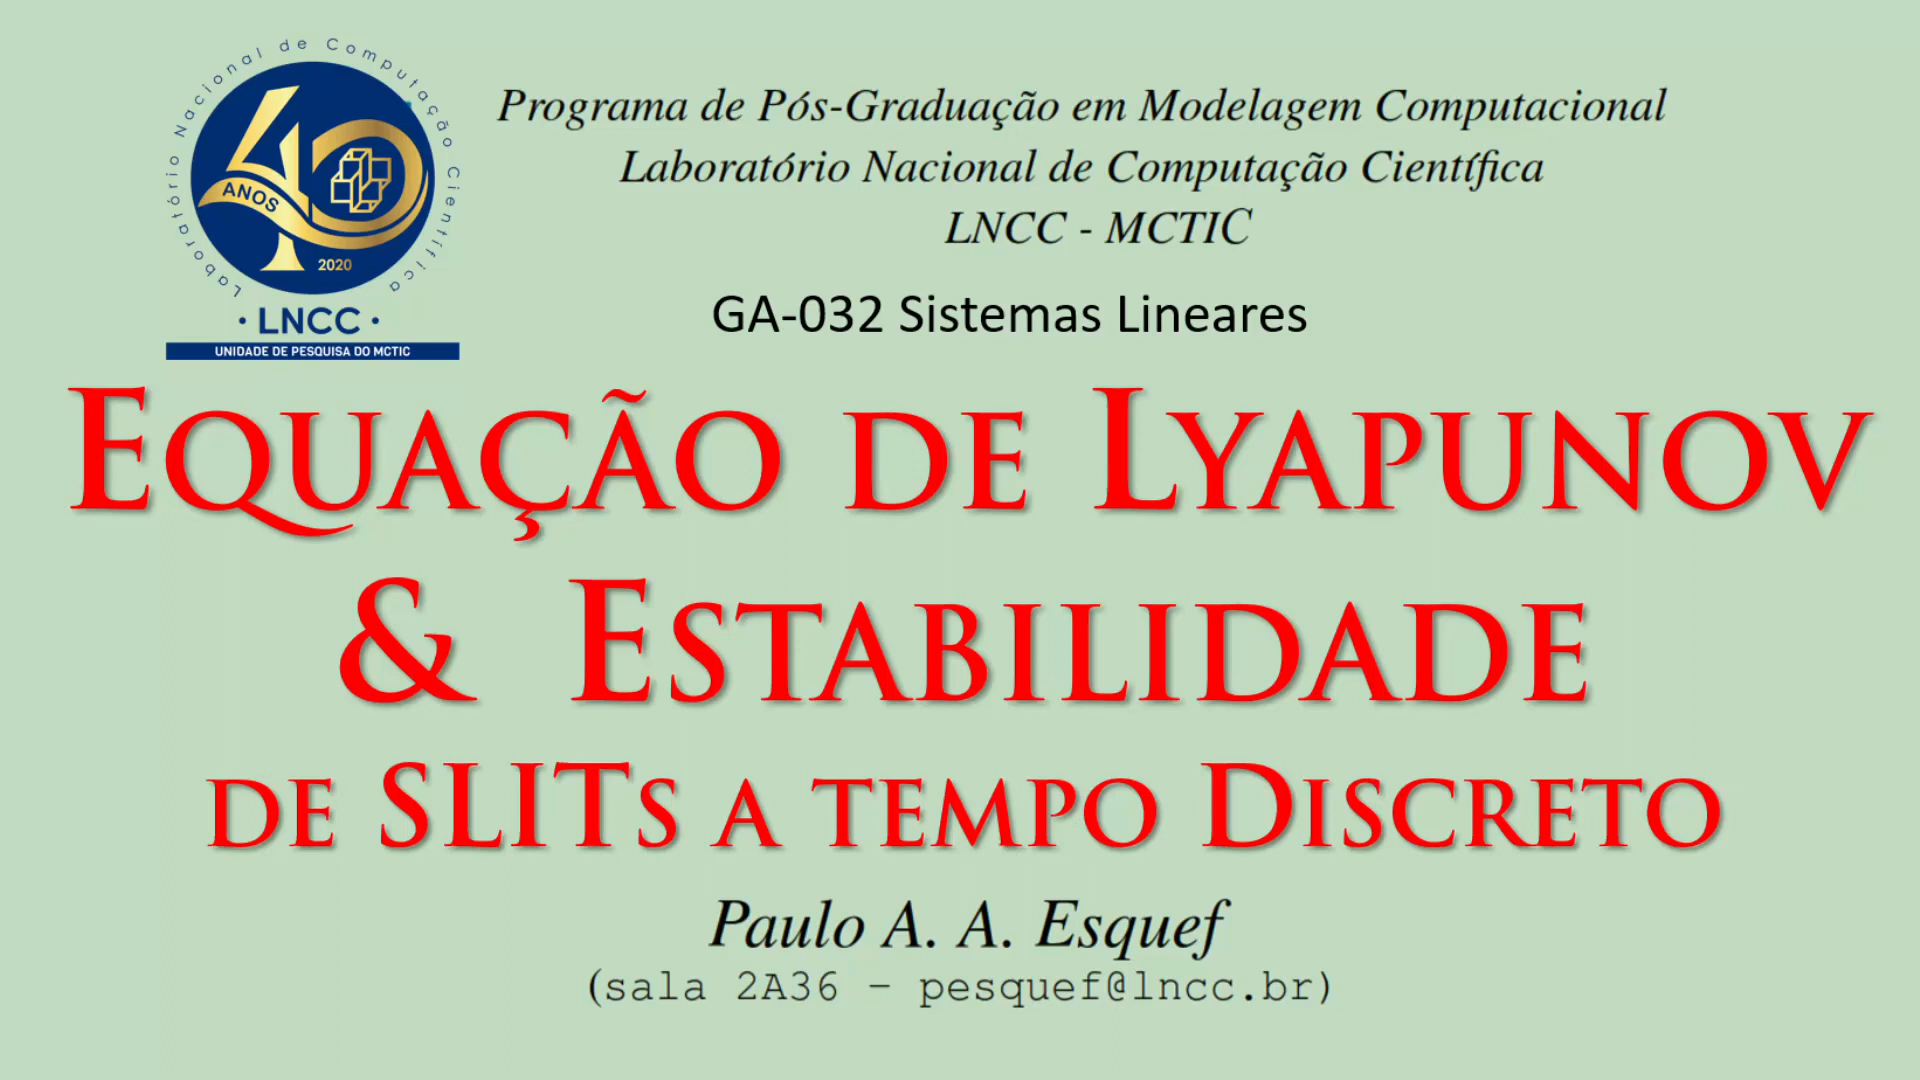 Laboratório Nacional de Computação Científica
40
ANOS
2020
· LNCC ·
UNIDADE DE PESQUISA DO MCTIC
Programa de Pós-Graduação em Modelagem Computacional
Laboratório Nacional de Computação Científica
LNCC - MCTIC
GA-032 Sistemas Lineares
EQUAÇÃO DE LYAPUNOV
& ESTABILIDADE
DE SLITS A TEMPO DISCRETO
Paulo A. A. Esquef
(sala 2A36 – pesquef@lncc.br)